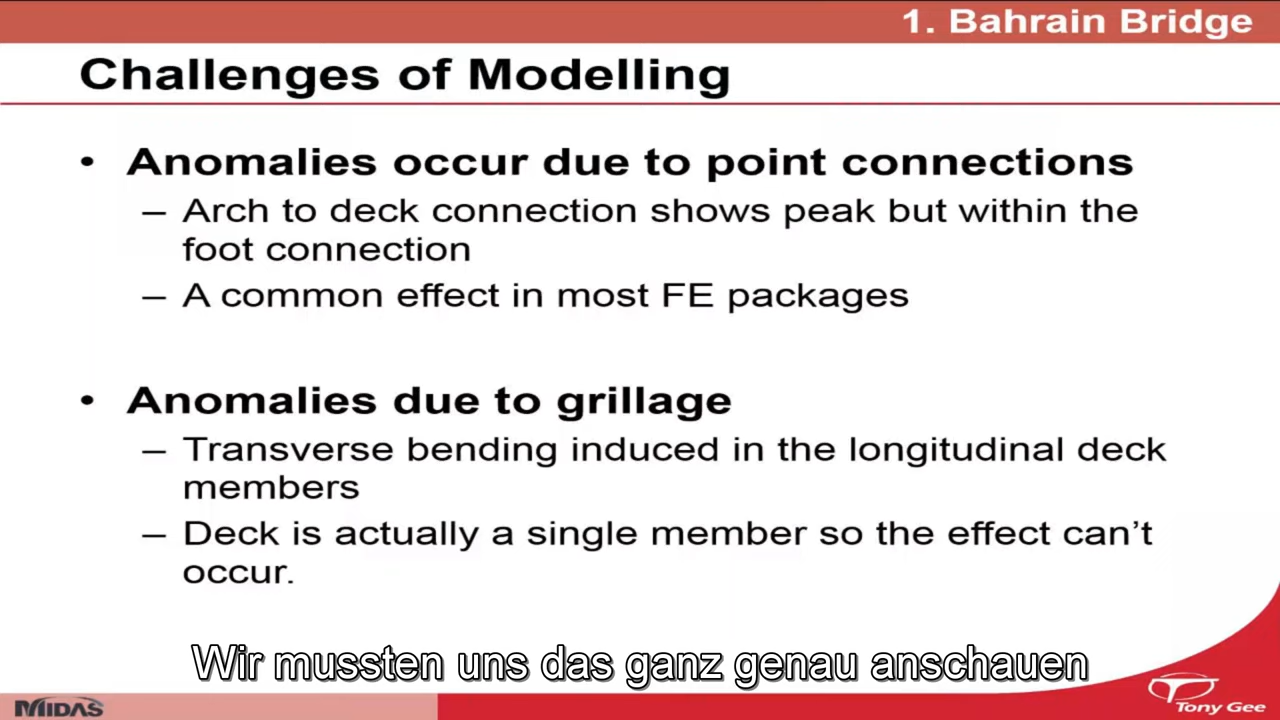 1. Bahrain Bridge
Challenges of Modelling
• Anomalies occur due to point connections
– Arch to deck connection shows peak but within the
foot connection
– A common effect in most FE packages
• Anomalies due to grillage
– Transverse bending induced in the longitudinal deck
members
– Deck is actually a single member so the effect can't
occur.
Wir mussten uns das ganz genau anschauen
MIDAS
Tony Gee